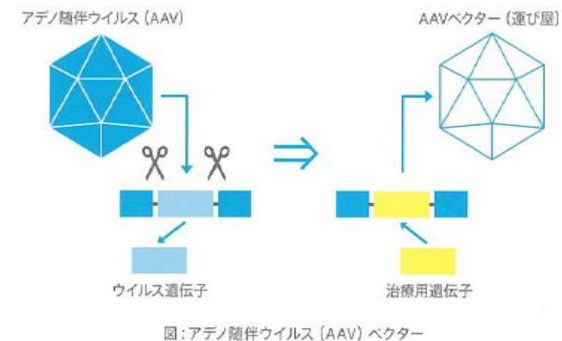 アデノ随伴ウイルス（AAV）
AAVベクター（運び屋）
ウイルス遺伝子
治療用遺伝子
図：アデノ随伴ウイルス（AAV）ベクター